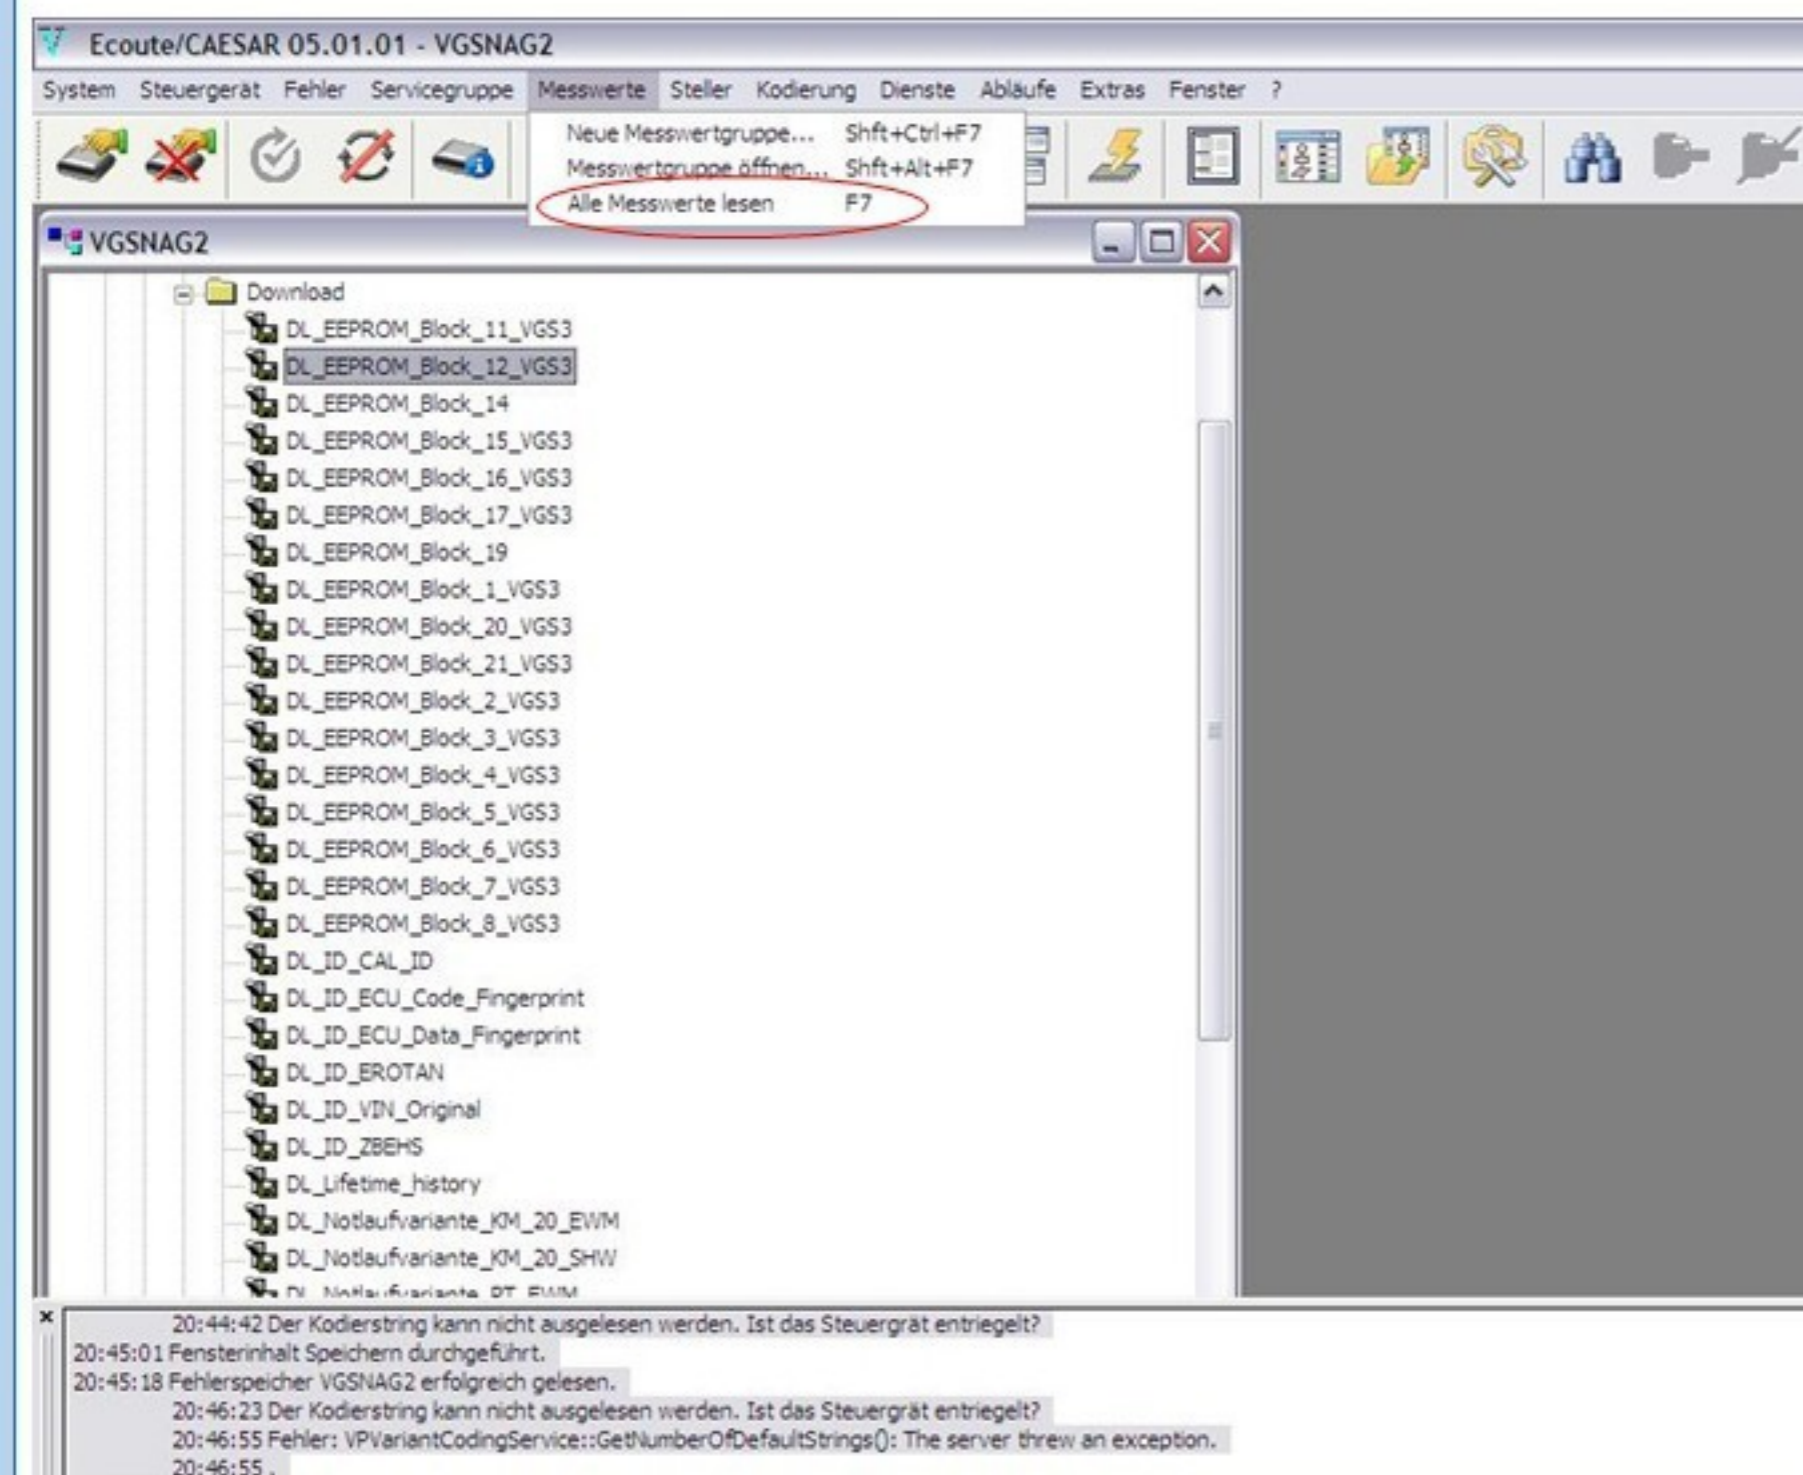 Ecoute/CAESAR 05.01.01 - VGSNAG2
System Steuergerät Fehler Servicegruppe Messwerte Steller Kodierung Dienste Abläufe Extras Fenster ?
Neue Messwertgruppe... Shft+Ctrl+F7
Messwertgruppe öffnen... Shft+Alt+F7
Alle Messwerte lesen F7
VGSNAG2
Download
DL_EEPROM_Block_11_VGS3
DL_EEPROM_Block_12_VGS3
DL_EEPROM_Block_14
DL_EEPROM_Block_15_VGS3
DL_EEPROM_Block_16_VGS3
DL_EEPROM_Block_17_VGS3
DL_EEPROM_Block_19
DL_EEPROM_Block_1_VGS3
DL_EEPROM_Block_20_VGS3
DL_EEPROM_Block_21_VGS3
DL_EEPROM_Block_2_VGS3
DL_EEPROM_Block_3_VGS3
DL_EEPROM_Block_4_VGS3
DL_EEPROM_Block_5_VGS3
DL_EEPROM_Block_6_VGS3
DL_EEPROM_Block_7_VGS3
DL_EEPROM_Block_8_VGS3
DL_ID_CAL_ID
DL_ID_ECU_Code_Fingerprint
DL_ID_ECU_Data_Fingerprint
DL_ID_EROTAN
DL_ID_VIN_Original
DL_ID_ZBEHS
DL_Lifetime_history
DL_Notlaufvariante_KM_20_EWM
DL_Notlaufvariante_KM_20_SHW
DL_Notlaufvariante_PT_EWM
20:44:42 Der Kodierstring kann nicht ausgelesen werden. Ist das Steuergrät entriegelt?
20:45:01 Fensterinhalt Speichern durchgeführt.
20:45:18 Fehlerspeicher VGSNAG2 erfolgreich gelesen.
20:46:23 Der Kodierstring kann nicht ausgelesen werden. Ist das Steuergrät entriegelt?
20:46:55 Fehler: VPVariantCodingService::GetNumberOfDefaultStrings(): The server threw an exception.
20:46:55 .